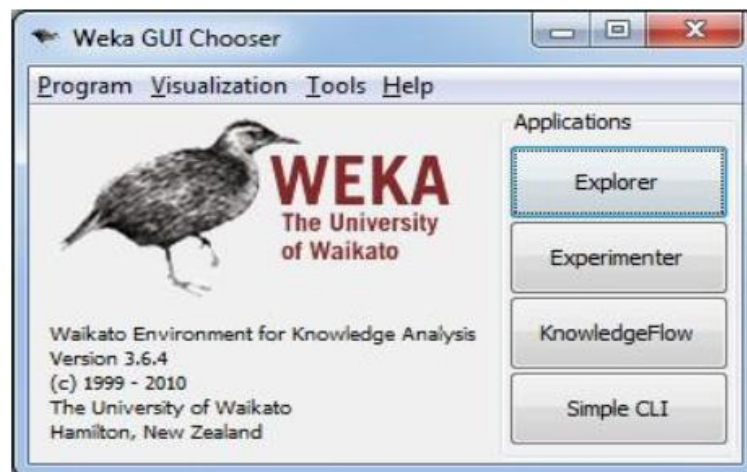 Weka GUI Chooser
Program Visualization Tools Help
WEKA
The University
of Waikato
Waikato Environment for Knowledge Analysis
Version 3.6.4
(c) 1999 - 2010
The University of Waikato
Hamilton, New Zealand
Applications
Explorer
Experimenter
KnowledgeFlow
Simple CLI